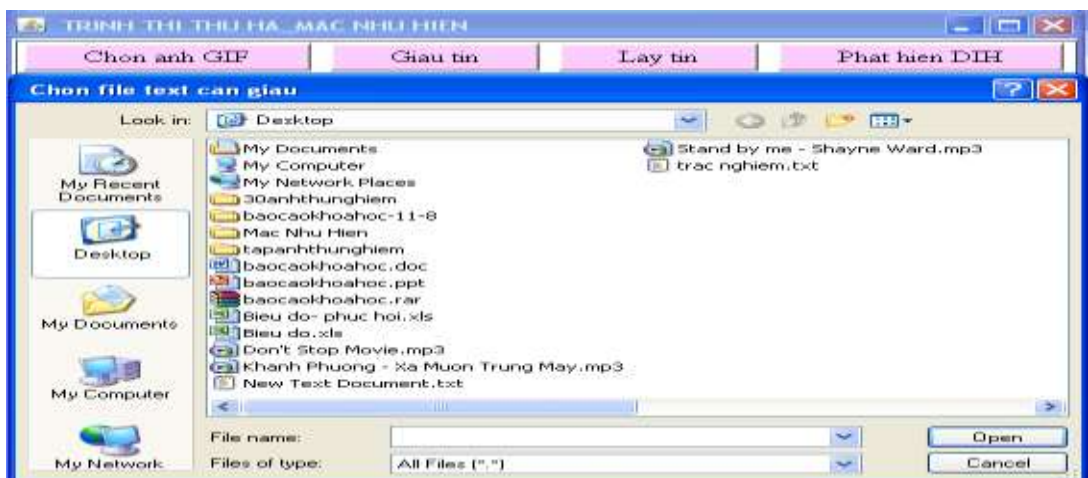 TRINH THI THU HA_MAC NHU HIEN
Chon anh GIF Giau tin Lay tin Phat hien DIH
Chon file text can giau
Look in: Desktop
My Recent Documents
Desktop
My Documents
My Computer
My Network
My Documents
My Computer
My Network Places
30anhthunghiem
baocaokhoahoc-11-8
Mac Nhu Hien
tapanhthunghiem
baocaokhoahoc.doc
baocaokhoahoc.ppt
baocaokhoahoc.rar
Bieu do- phuc hoi.xls
Bieu do.xls
Don't Stop Movie.mp3
Khanh Phuong - Xa Muon Trung May.mp3
New Text Document.txt
Stand by me - Shayne Ward.mp3
trac nghiem.txt
File name: Open
Files of type: All Files (*.*) Cancel